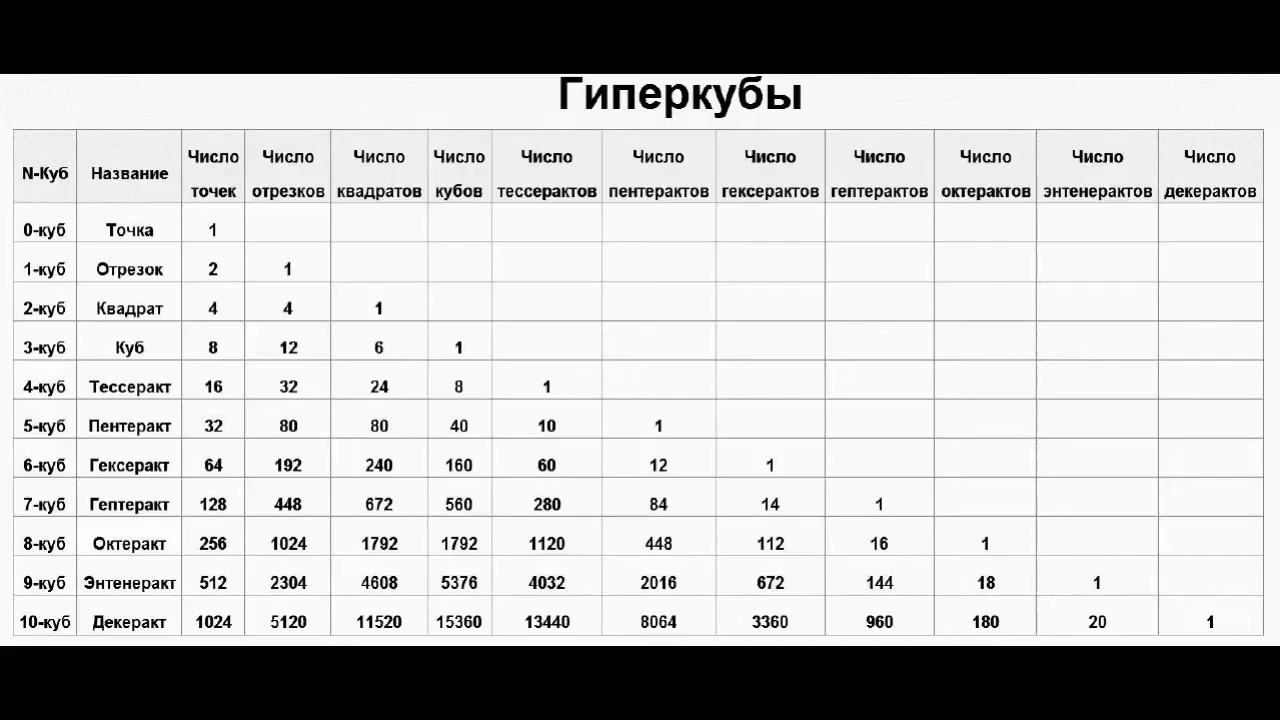 Гиперкубы
N-Куб Название Число точек Число отрезков Число квадратов Число кубов Число тессерактов Число пентерактов Число гексерактов Число гептерактов Число октерактов Число энтенерактов Число декерактов
0-куб Точка 1
1-куб Отрезок 2 1
2-куб Квадрат 4 4 1
3-куб Куб 8 12 6 1
4-куб Тессеракт 16 32 24 8 1
5-куб Пентеракт 32 80 80 40 10 1
6-куб Гексеракт 64 192 240 160 60 12 1
7-куб Гептеракт 128 448 672 560 280 84 14 1
8-куб Октеракт 256 1024 1792 1792 1120 448 112 16 1
9-куб Энтенеракт 512 2304 4608 5376 4032 2016 672 144 18 1
10-куб Декеракт 1024 5120 11520 15360 13440 8064 3360 960 180 20 1